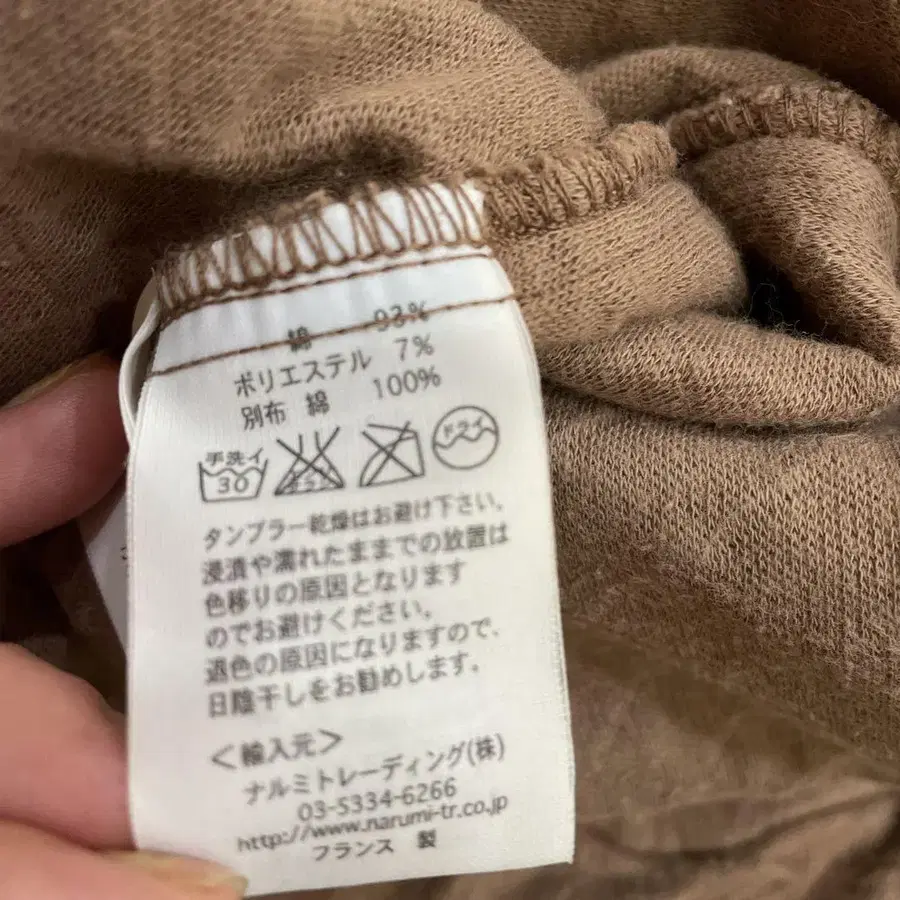 綿 93%
ポリエステル 7%
別布 綿 100%
手洗イ
30
ドライ
タンブラー乾燥はお避け下さい。
浸漬や濡れたままでの放置は
色移りの原因となります
のでお避けください。
退色の原因になりますので、
日陰干しをお勧めします。
＜輸入元＞
ナルミトレーディング(株)
03-5334-6266
http://www.narumi-tr.co.jp
フランス 製